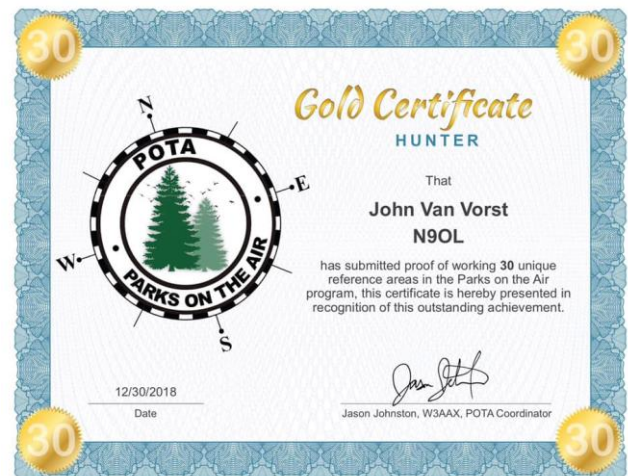 30
30
Gold Certificate
HUNTER
N
E
S
W
POTA
PARKS ON THE AIR
That
John Van Vorst
N9OL
has submitted proof of working 30 unique
reference areas in the Parks on the Air
program, this certificate is hereby presented in
recognition of this outstanding achievement.
12/30/2018
Date
Jason Johnston, W3AAX, POTA Coordinator
30
30